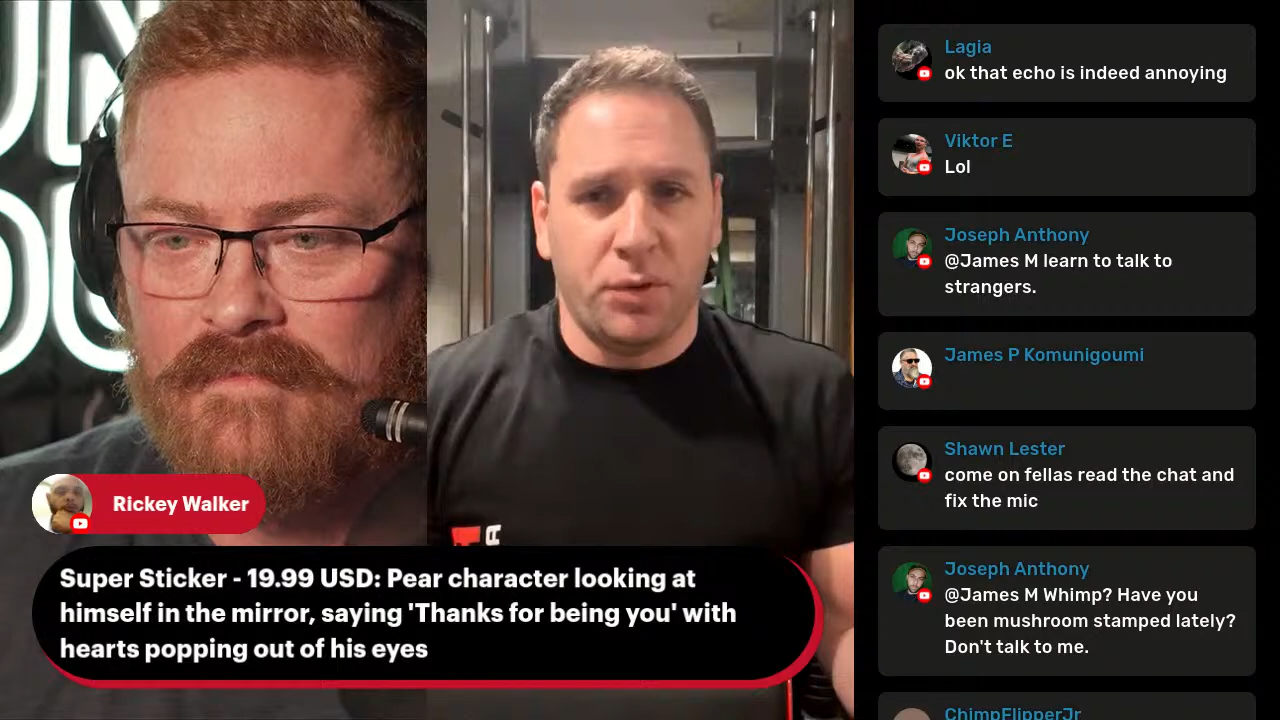 Rickey Walker
Super Sticker - 19.99 USD: Pear character looking at
himself in the mirror, saying 'Thanks for being you' with
hearts popping out of his eyes
Lagia
ok that echo is indeed annoying
Viktor E
Lol
Joseph Anthony
@James M learn to talk to
strangers.
James P Komunigoumi
Shawn Lester
come on fellas read the chat and
fix the mic
Joseph Anthony
@James M Whimp? Have you
been mushroom stamped lately?
Don't talk to me.
ChimpFlipperJr